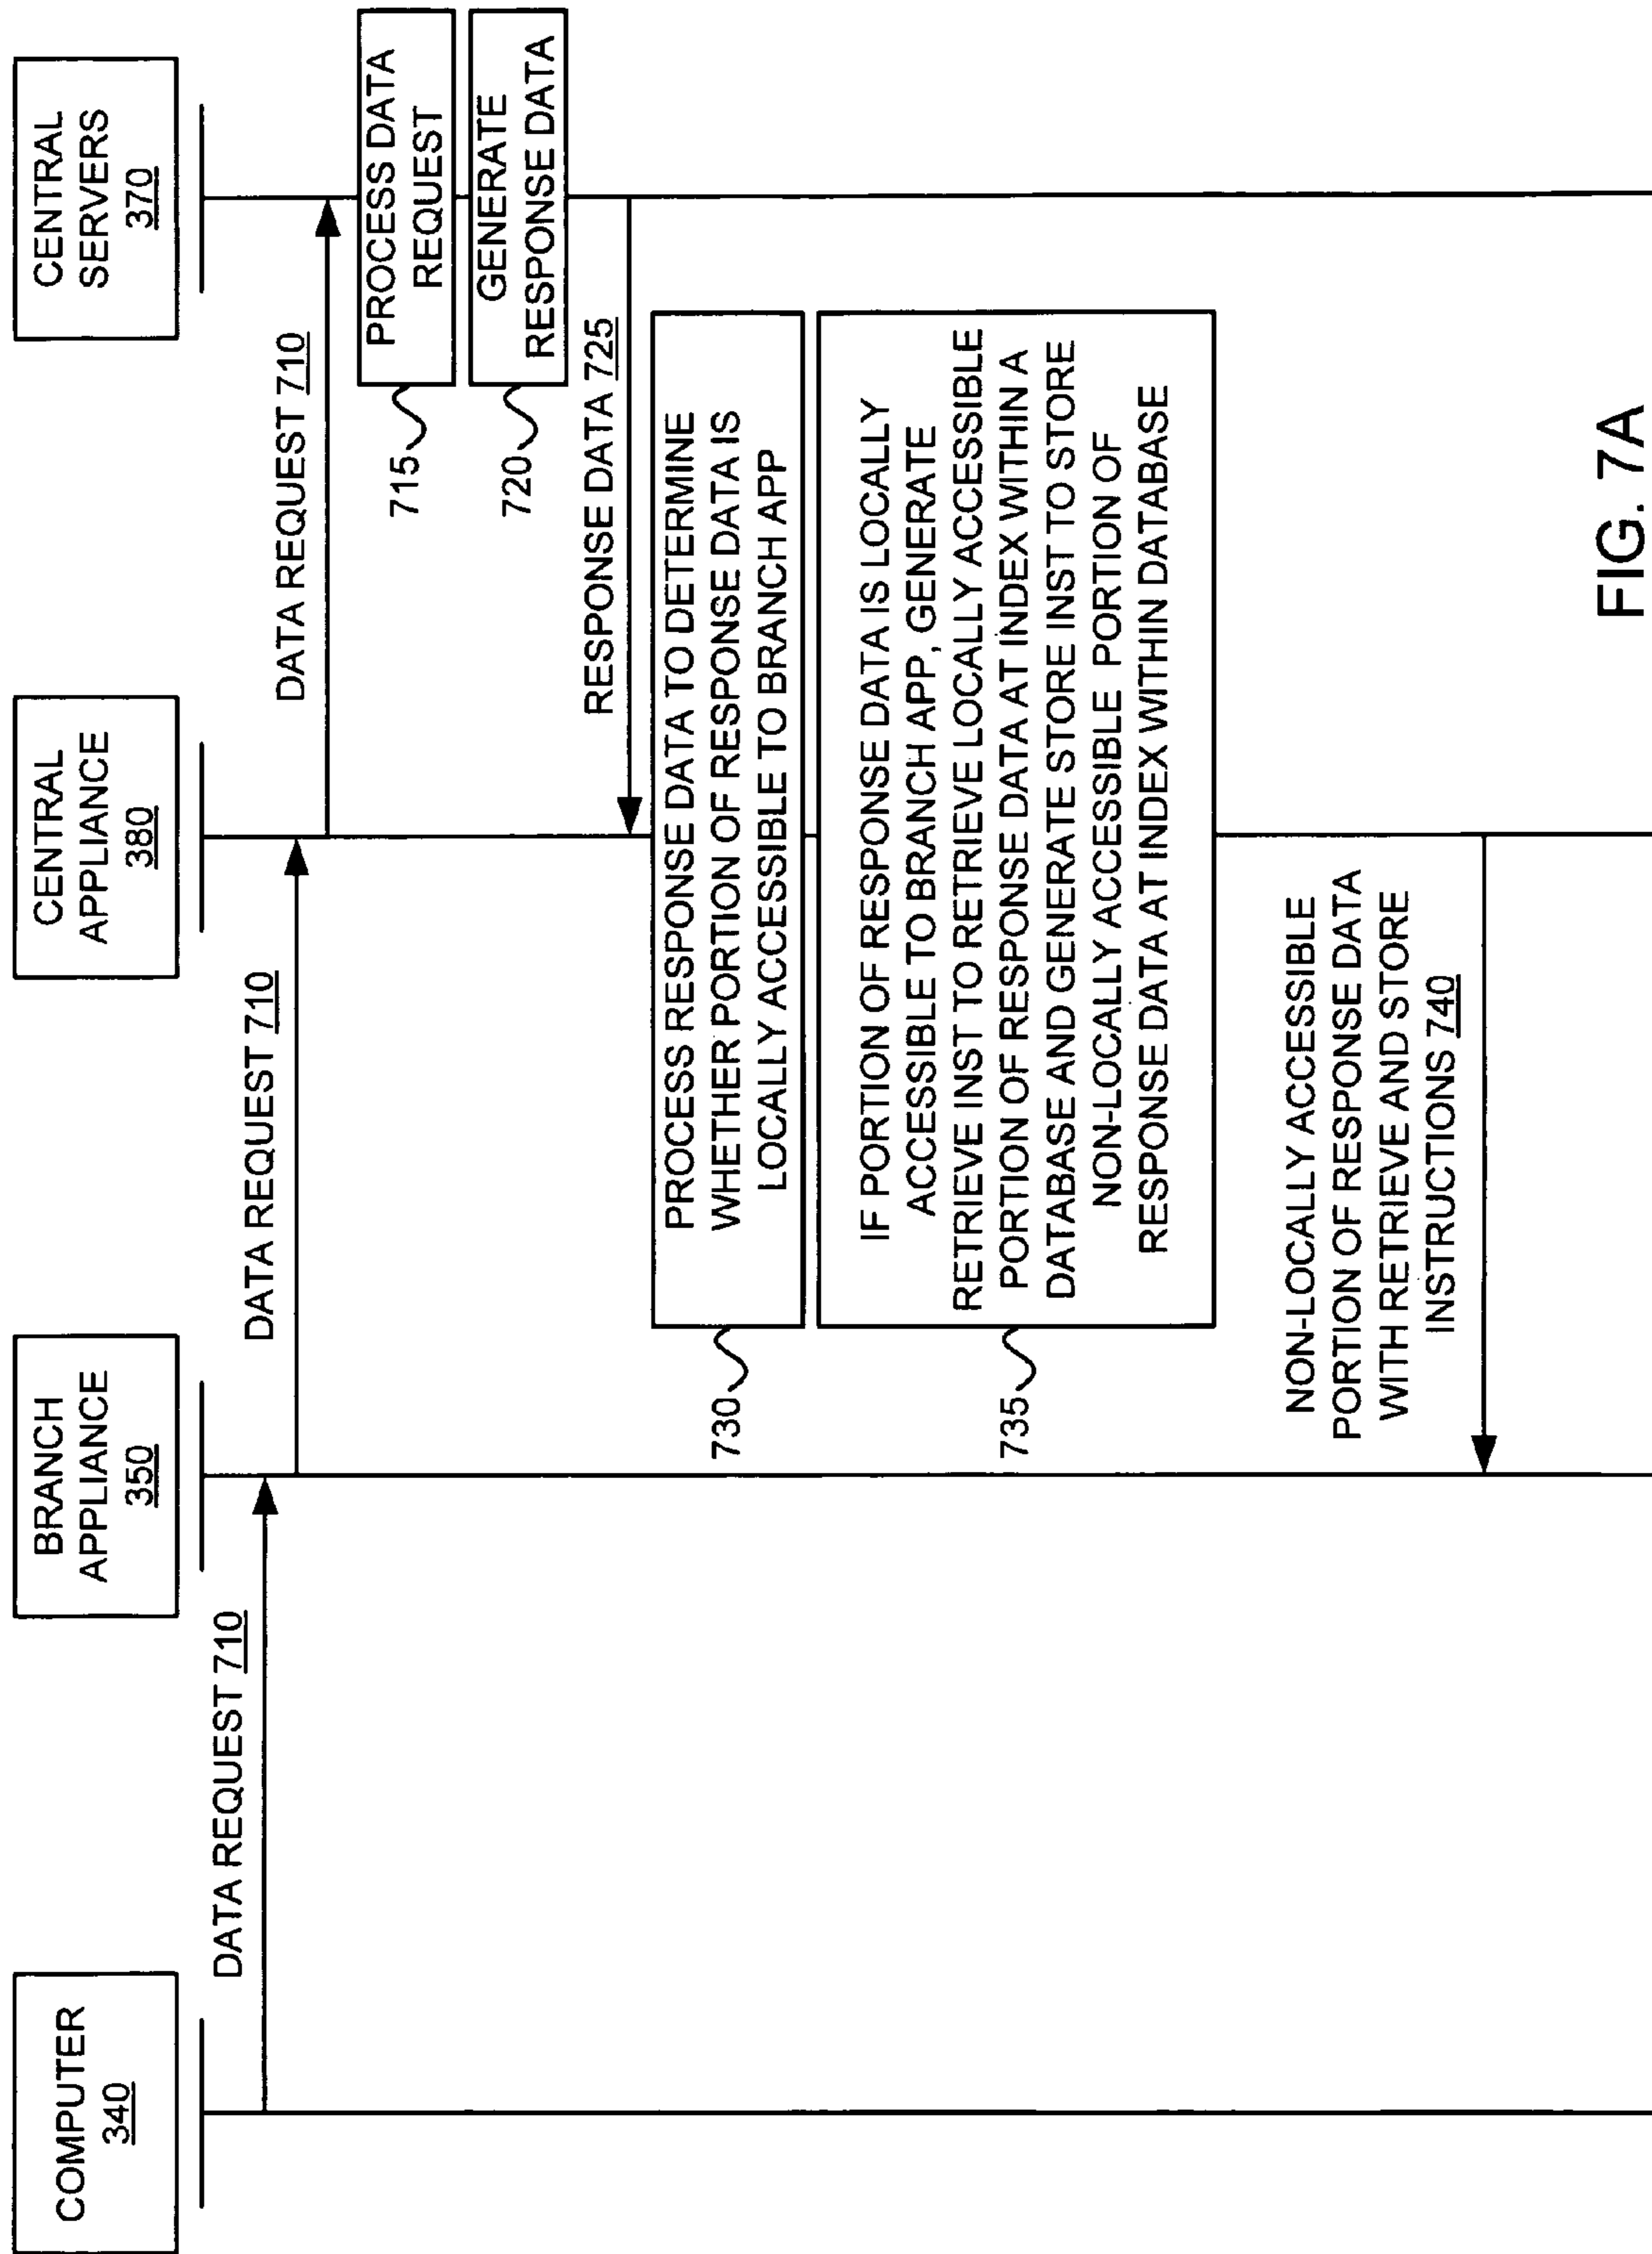 COMPUTER
340
BRANCH
APPLIANCE
350
CENTRAL
APPLIANCE
380
CENTRAL
SERVERS
370
DATA REQUEST 710
DATA REQUEST 710
DATA REQUEST 710
715
PROCESS DATA
REQUEST
720
GENERATE
RESPONSE DATA
RESPONSE DATA 725
730
PROCESS RESPONSE DATA TO DETERMINE
WHETHER PORTION OF RESPONSE DATA IS
LOCALLY ACCESSIBLE TO BRANCH APP
735
IF PORTION OF RESPONSE DATA IS LOCALLY
ACCESSIBLE TO BRANCH APP, GENERATE
RETRIEVE INST TO RETRIEVE LOCALLY ACCESSIBLE
PORTION OF RESPONSE DATA AT INDEX WITHIN A
DATABASE AND GENERATE STORE INST TO STORE
NON-LOCALLY ACCESSIBLE PORTION OF
RESPONSE DATA AT INDEX WITHIN DATABASE
NON-LOCALLY ACCESSIBLE
PORTION OF RESPONSE DATA
WITH RETRIEVE AND STORE
INSTRUCTIONS 740
FIG. 7A